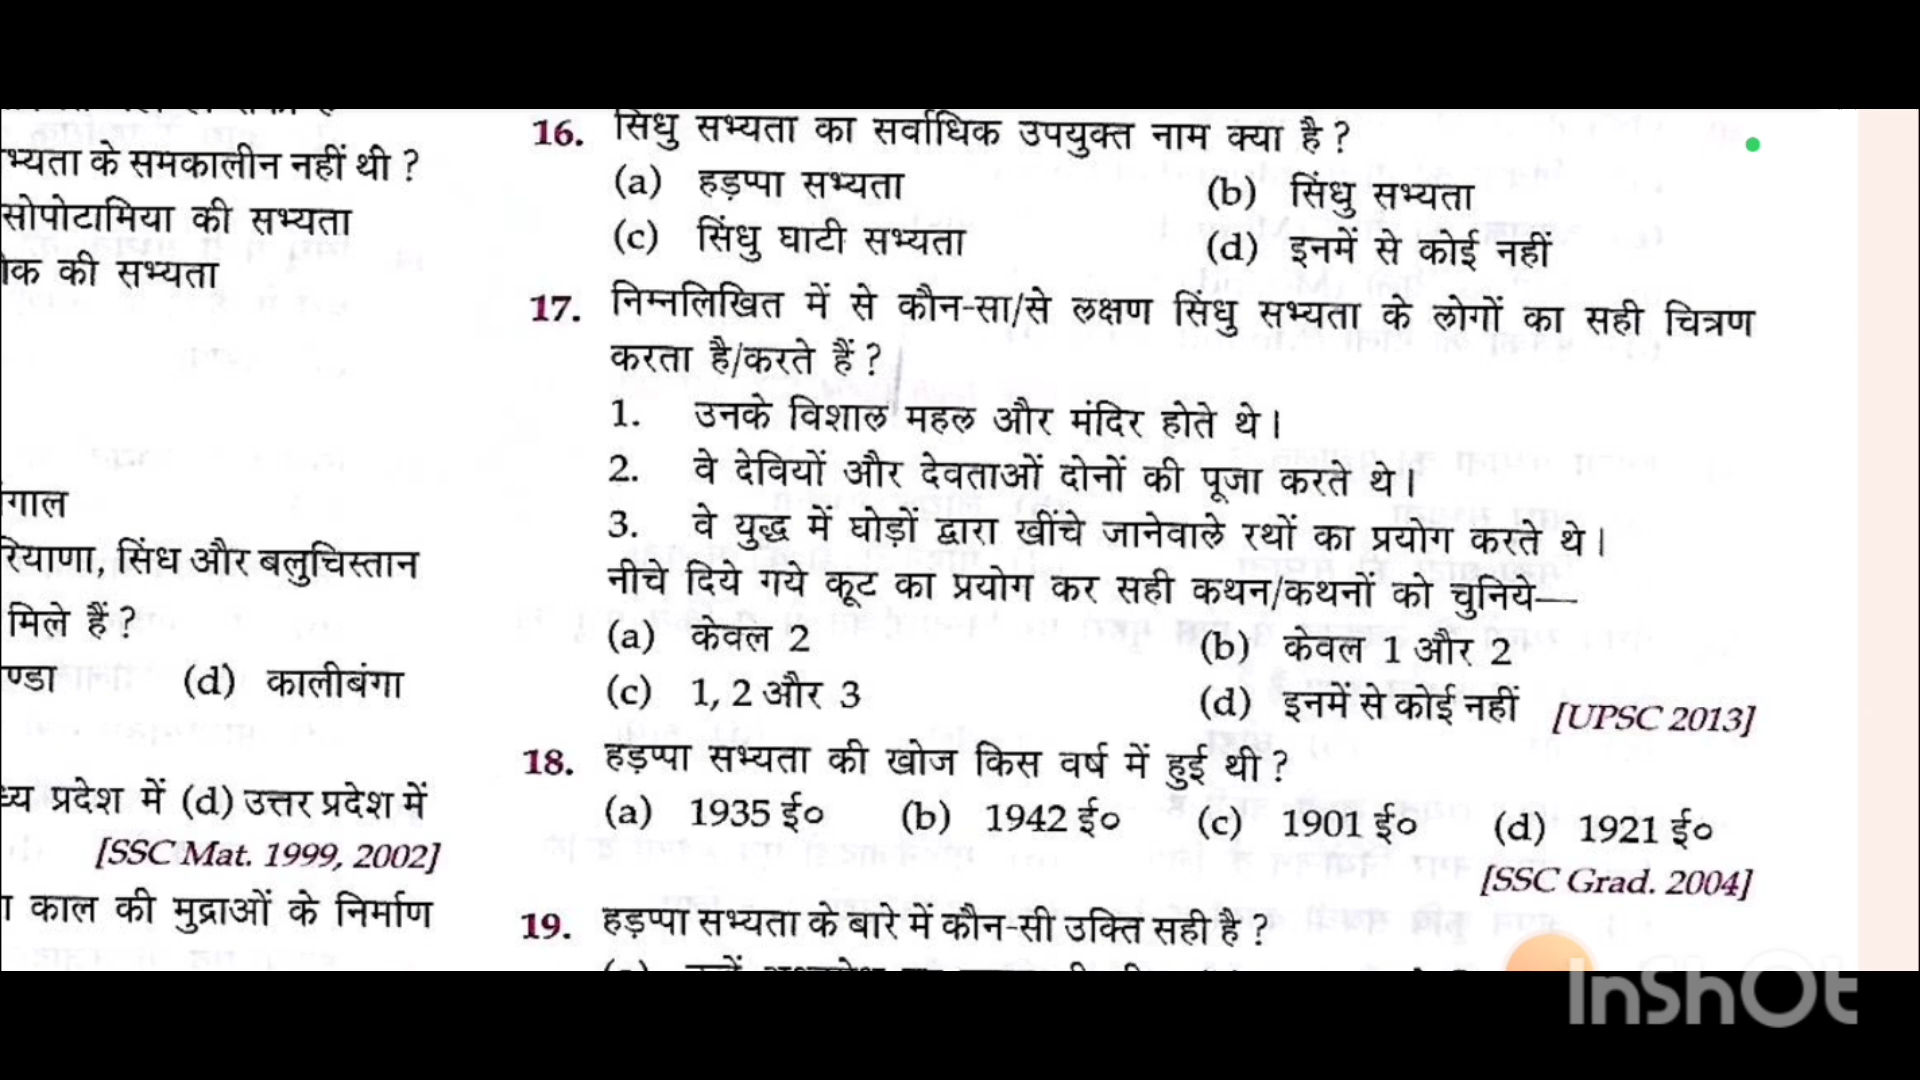 भ्यता के समकालीन नहीं थी ?
सोपोटामिया की सभ्यता
क की सभ्यता
गाल
रियाणा, सिंध और बलुचिस्तान
मिले हैं ?
ण्डा (d) कालीबंगा
ध्य प्रदेश में (d) उत्तर प्रदेश में
[SSC Mat. 1999, 2002]
काल की मुद्राओं के निर्माण
16. सिंधु सभ्यता का सर्वाधिक उपयुक्त नाम क्या है ?
(a) हड़प्पा सभ्यता (b) सिंधु सभ्यता
(c) सिंधु घाटी सभ्यता (d) इनमें से कोई नहीं
17. निम्नलिखित में से कौन-सा/से लक्षण सिंधु सभ्यता के लोगों का सही चित्रण
करता है/करते हैं ?
1. उनके विशाल महल और मंदिर होते थे।
2. वे देवियों और देवताओं दोनों की पूजा करते थे।
3. वे युद्ध में घोड़ों द्वारा खींचे जानेवाले रथों का प्रयोग करते थे।
नीचे दिये गये कूट का प्रयोग कर सही कथन/कथनों को चुनिये—
(a) केवल 2 (b) केवल 1 और 2
(c) 1, 2 और 3 (d) इनमें से कोई नहीं [UPSC 2013]
18. हड़प्पा सभ्यता की खोज किस वर्ष में हुई थी ?
(a) 1935 ई० (b) 1942 ई० (c) 1901 ई० (d) 1921 ई०
[SSC Grad. 2004]
19. हड़प्पा सभ्यता के बारे में कौन-सी उक्ति सही है ?
InShOt